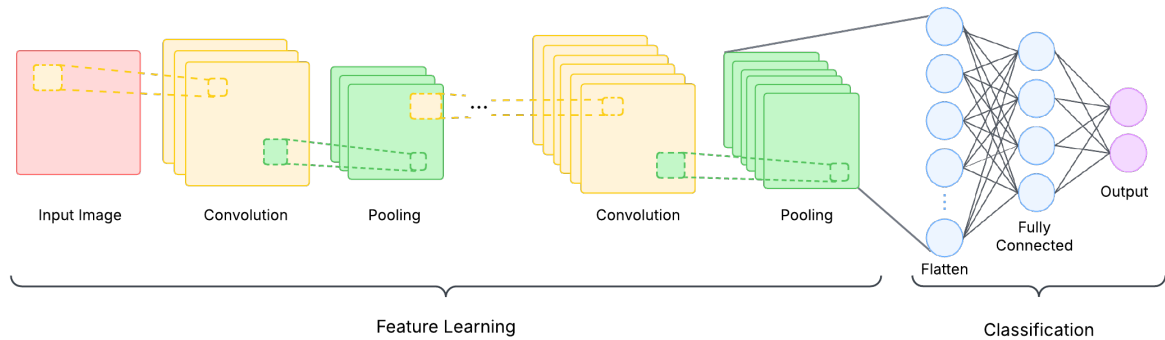 ...
Input Image
Convolution
Pooling
Convolution
Pooling
Flatten
Fully
Connected
Output
Feature Learning
Classification